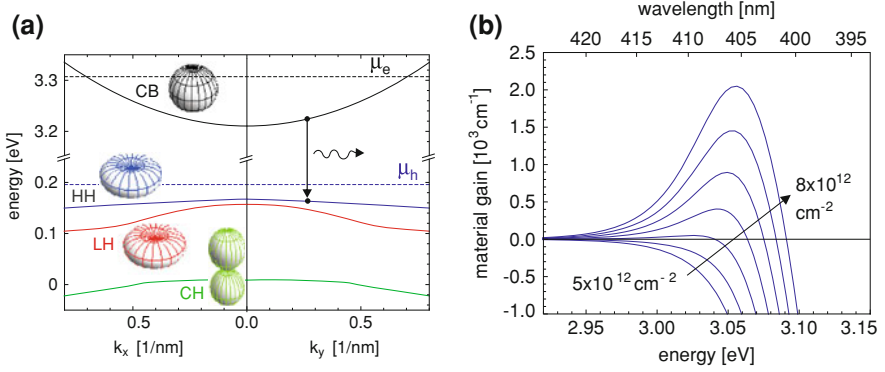 (a)
3.3
3.2
0.2
0.1
0
energy [eV]
CB
μe
μh
HH
LH
CH
0.5
0.0
0.5
kx [1/nm]
ky [1/nm]
(b)
wavelength [nm]
420
415
410
405
400
395
2.5
2.0
1.5
1.0
0.5
0.0
-0.5
-1.0
material gain [10³cm⁻¹]
8x10¹²
cm⁻²
5x10¹²cm⁻²
2.95
3.00
3.05
3.10
3.15
energy [eV]